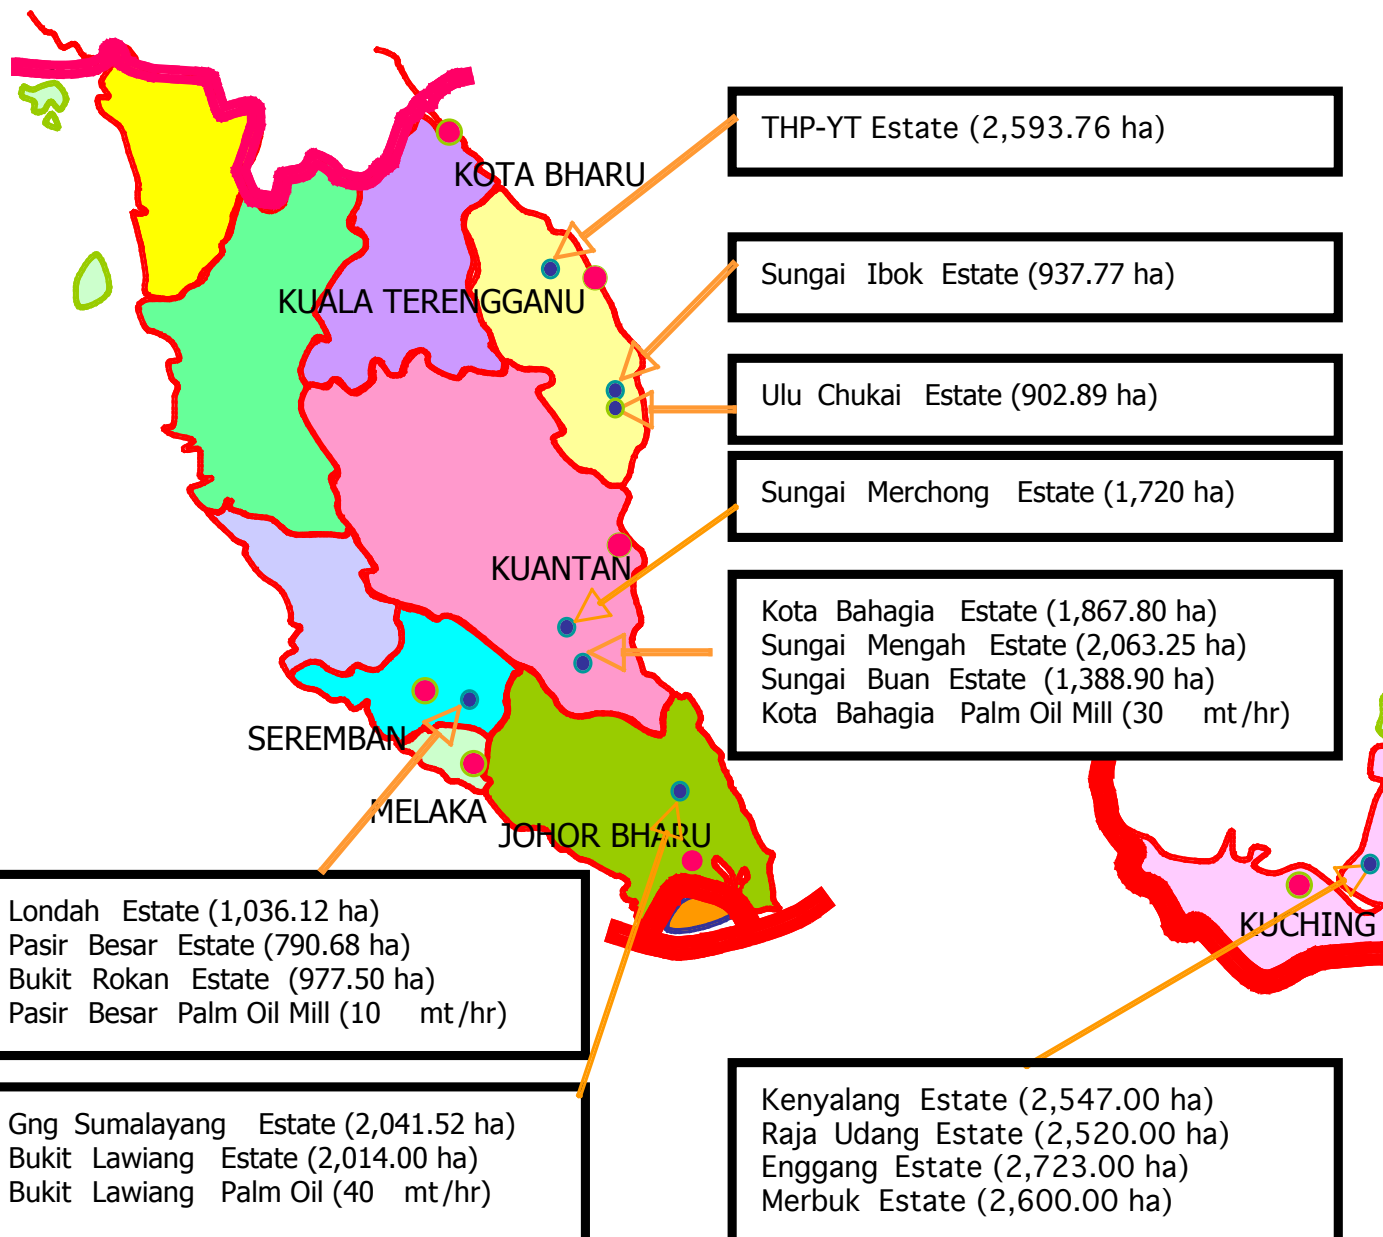 THP-YT Estate (2,593.76 ha)
KOTA BHARU
Sungai Ibok Estate (937.77 ha)
KUALA TERENGGANU
Ulu Chukai Estate (902.89 ha)
Sungai Merchong Estate (1,720 ha)
KUANTAN
Kota Bahagia Estate (1,867.80 ha)
Sungai Mengah Estate (2,063.25 ha)
Sungai Buan Estate (1,388.90 ha)
Kota Bahagia Palm Oil Mill (30 mt/hr)
SEREMBAN
MELAKA
JOHOR BHARU
KUCHING
Londah Estate (1,036.12 ha)
Pasir Besar Estate (790.68 ha)
Bukit Rokan Estate (977.50 ha)
Pasir Besar Palm Oil Mill (10 mt/hr)
Gng Sumalayang Estate (2,041.52 ha)
Bukit Lawiang Estate (2,014.00 ha)
Bukit Lawiang Palm Oil (40 mt/hr)
Kenyalang Estate (2,547.00 ha)
Raja Udang Estate (2,520.00 ha)
Enggang Estate (2,723.00 ha)
Merbuk Estate (2,600.00 ha)